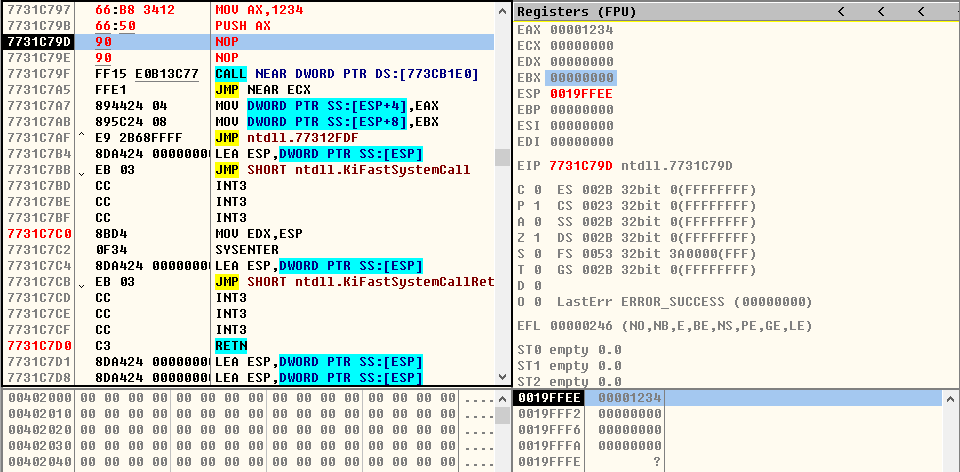 7731C797 66:B8 3412 MOV AX,1234
7731C79B 66:50 PUSH AX
7731C79D 90 NOP
7731C79E 90 NOP
7731C79F FF15 E0B13C77 CALL NEAR DWORD PTR DS:[773CB1E0]
7731C7A5 FFE1 JMP NEAR ECX
7731C7A7 894424 04 MOV DWORD PTR SS:[ESP+4],EAX
7731C7AB 895C24 08 MOV DWORD PTR SS:[ESP+8],EBX
7731C7AF ^ E9 2B68FFFF JMP ntdll.77312FDF
7731C7B4 8DA424 0000000 LEA ESP,DWORD PTR SS:[ESP]
7731C7BB EB 03 JMP SHORT ntdll.KiFastSystemCall
7731C7BD CC INT3
7731C7BE CC INT3
7731C7BF CC INT3
7731C7C0 8BD4 MOV EDX,ESP
7731C7C2 0F34 SYSENTER
7731C7C4 8DA424 0000000 LEA ESP,DWORD PTR SS:[ESP]
7731C7CB EB 03 JMP SHORT ntdll.KiFastSystemCallRet
7731C7CD CC INT3
7731C7CE CC INT3
7731C7CF CC INT3
7731C7D0 C3 RETN
7731C7D1 8DA424 0000000 LEA ESP,DWORD PTR SS:[ESP]
7731C7D8 8DA424 0000000 LEA ESP,DWORD PTR SS:[ESP]
Registers (FPU) < < < <
EAX 00001234
ECX 00000000
EDX 00000000
EBX 00000000
ESP 0019FFEE
EBP 00000000
ESI 00000000
EDI 00000000
EIP 7731C79D ntdll.7731C79D
C 0 ES 002B 32bit 0(FFFFFFFF)
P 1 CS 0023 32bit 0(FFFFFFFF)
A 0 SS 002B 32bit 0(FFFFFFFF)
Z 1 DS 002B 32bit 0(FFFFFFFF)
S 0 FS 0053 32bit 3A0000(FFF)
T 0 GS 002B 32bit 0(FFFFFFFF)
D 0
O 0 LastErr ERROR_SUCCESS (00000000)
EFL 00000246 (NO,NB,E,BE,NS,PE,GE,LE)
ST0 empty 0.0
ST1 empty 0.0
ST2 empty 0.0
00402000 00 00 00 00 00 00 00 00 00 00 00 00 00 00 00 00 ....
00402010 00 00 00 00 00 00 00 00 00 00 00 00 00 00 00 00 ....
00402020 00 00 00 00 00 00 00 00 00 00 00 00 00 00 00 00 ....
00402030 00 00 00 00 00 00 00 00 00 00 00 00 00 00 00 00 ....
00402040 00 00 00 00 00 00 00 00 00 00 00 00 00 00 00 00 ....
0019FFEE 00001234
0019FFF2 00000000
0019FFF6 00000000
0019FFFA 00000000
0019FFFE ?